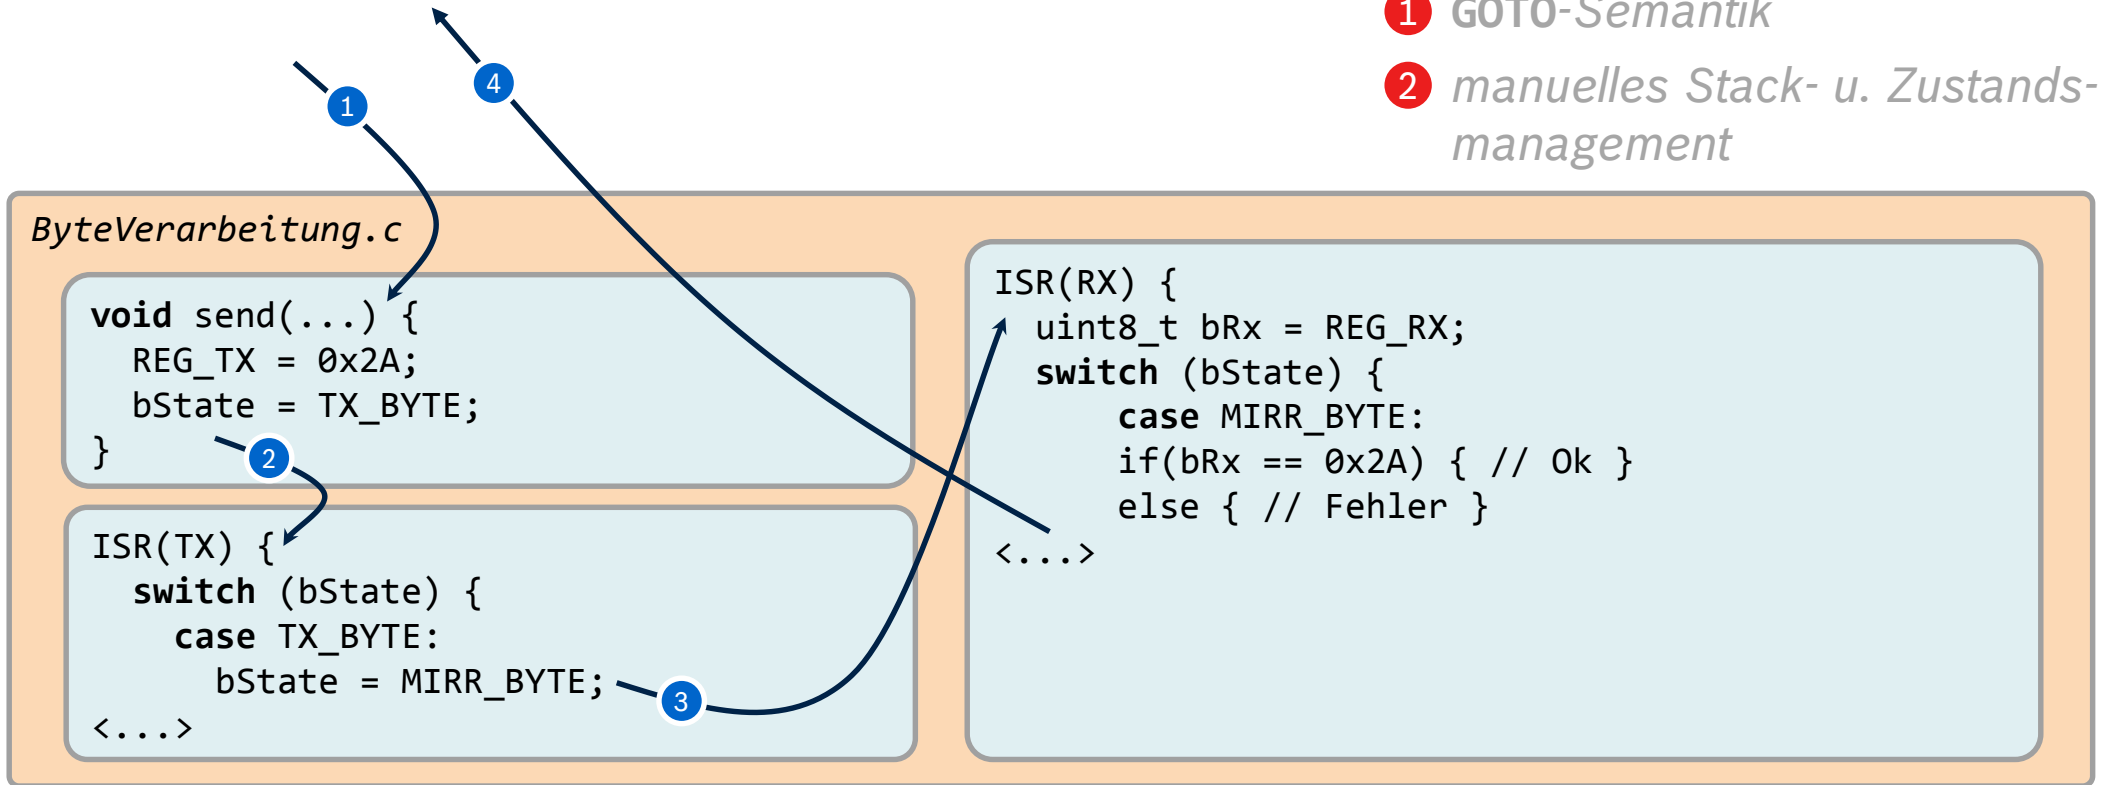 1 GOTO-Semantik
2 manuelles Stack- u. Zustands-
management
1
4
ByteVerarbeitung.c
void send(...) {
REG_TX = 0x2A;
bState = TX_BYTE;
}
2
ISR(TX) {
switch (bState) {
case TX_BYTE:
bState = MIRR_BYTE;
3
<...>
ISR(RX) {
uint8_t bRx = REG_RX;
switch (bState) {
case MIRR_BYTE:
if(bRx == 0x2A) { // Ok }
else { // Fehler }
<...>